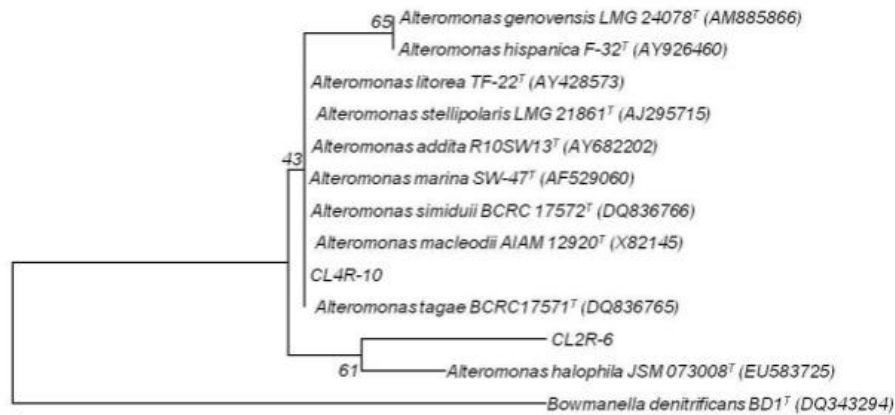 65
Alteromonas genovensis LMG 24078ᵀ (AM885866)
Alteromonas hispanica F-32ᵀ (AY926460)
Alteromonas litorea TF-22ᵀ (AY428573)
Alteromonas stellipolaris LMG 21861ᵀ (AJ295715)
Alteromonas addita R10SW13ᵀ (AY682202)
43
Alteromonas marina SW-47ᵀ (AF529060)
Alteromonas simiduii BCRC 17572ᵀ (DQ836766)
Alteromonas macleodii AIAM 12920ᵀ (X82145)
CL4R-10
Alteromonas tagae BCRC17571ᵀ (DQ836765)
CL2R-6
61
Alteromonas halophila JSM 073008ᵀ (EU583725)
Bowmanella denitrificans BD1ᵀ (DQ343294)